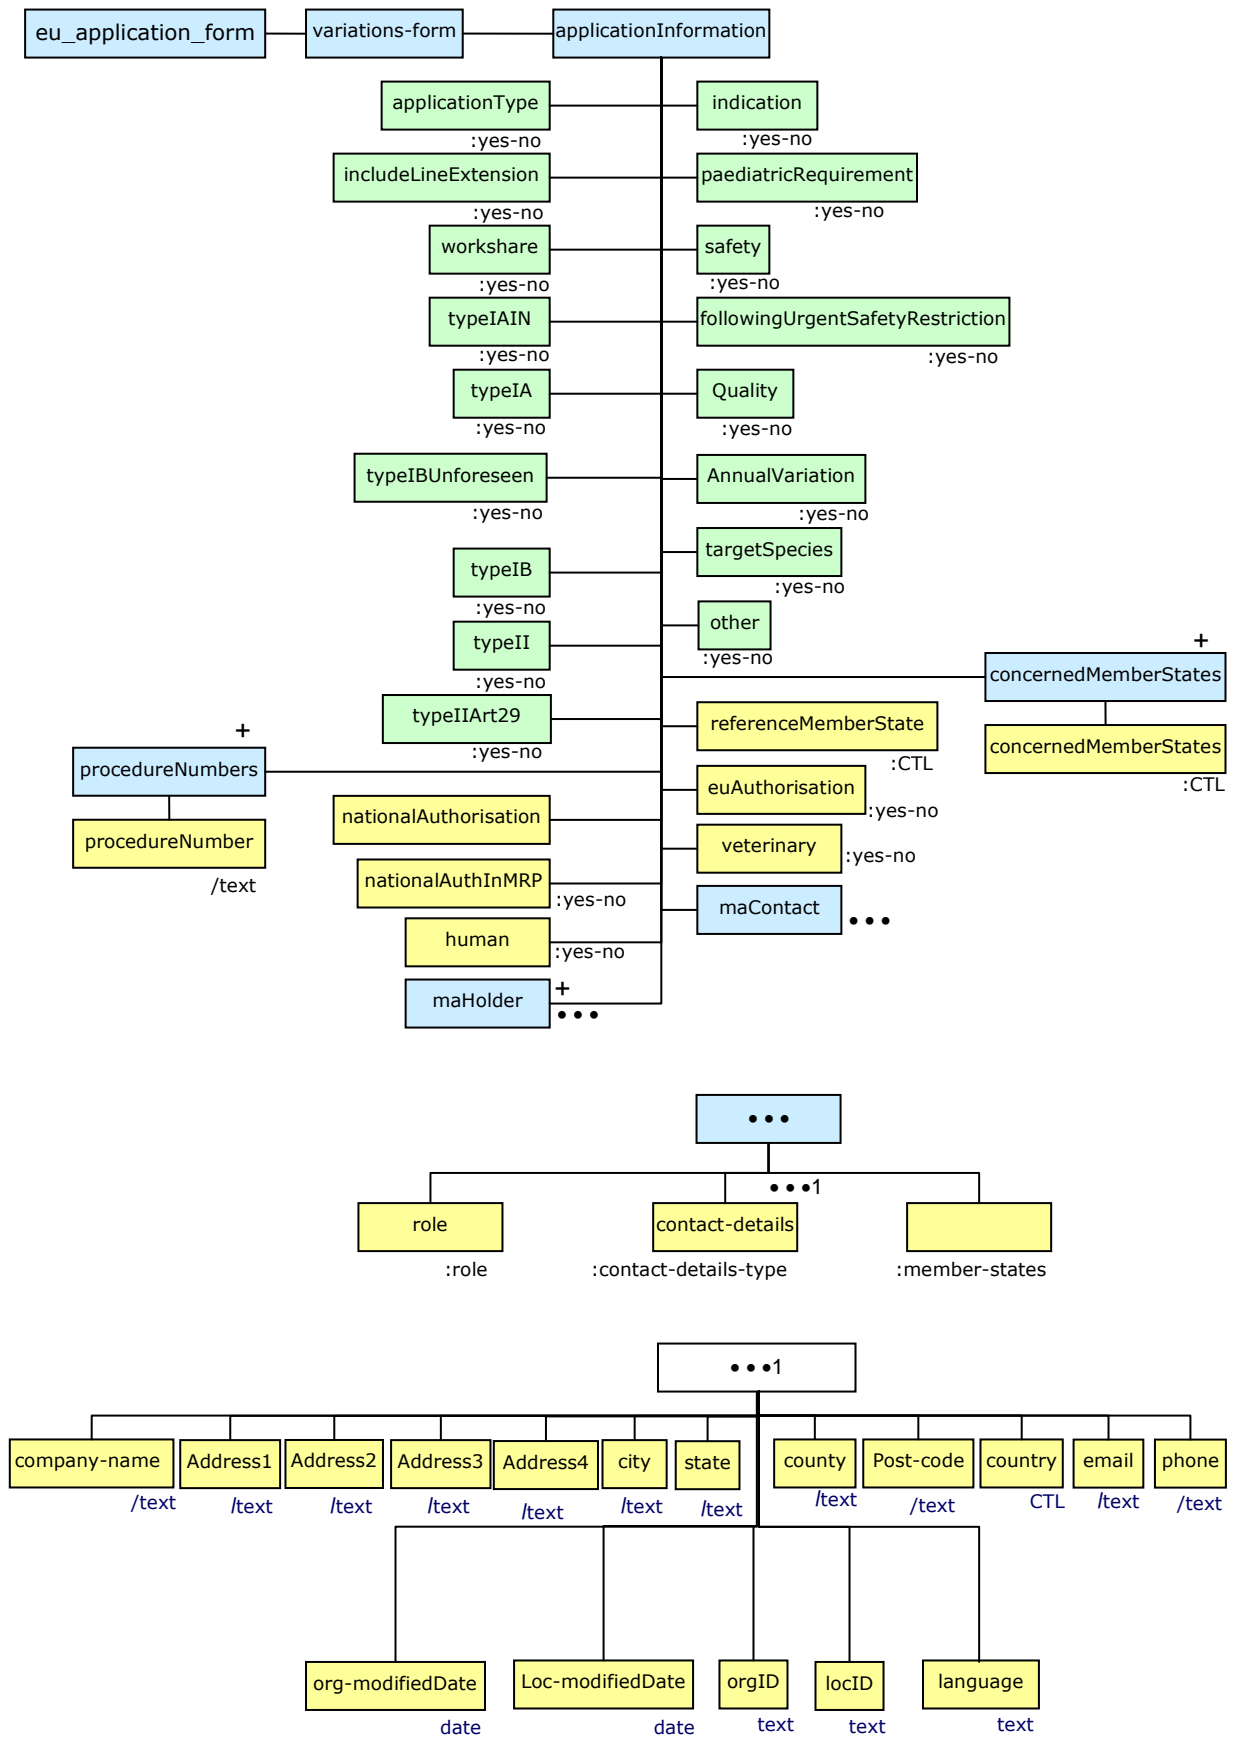 eu_application_form
variations-form
applicationInformation
applicationType
:yes-no
indication
:yes-no
includeLineExtension
:yes-no
paediatricRequirement
:yes-no
workshare
:yes-no
safety
:yes-no
typeIAIN
:yes-no
followingUrgentSafetyRestriction
:yes-no
typeIA
:yes-no
Quality
:yes-no
typeIBUnforeseen
:yes-no
AnnualVariation
:yes-no
typeIB
:yes-no
targetSpecies
:yes-no
typeII
:yes-no
other
:yes-no
+
concernedMemberStates
concernedMemberStates
:CTL
typeIIArt29
:yes-no
referenceMemberState
:CTL
+
procedureNumbers
procedureNumber
/text
nationalAuthorisation
euAuthorisation
:yes-no
nationalAuthInMRP
:yes-no
veterinary
:yes-no
human
:yes-no
maContact
•••
maHolder
+
•••
•••
•••1
role
:role
contact-details
:contact-details-type
:member-states
•••1
company-name
/text
Address1
/text
Address2
/text
Address3
/text
Address4
/text
city
/text
state
/text
county
/text
Post-code
/text
country
CTL
email
/text
phone
/text
org-modifiedDate
date
Loc-modifiedDate
date
orgID
text
locID
text
language
text